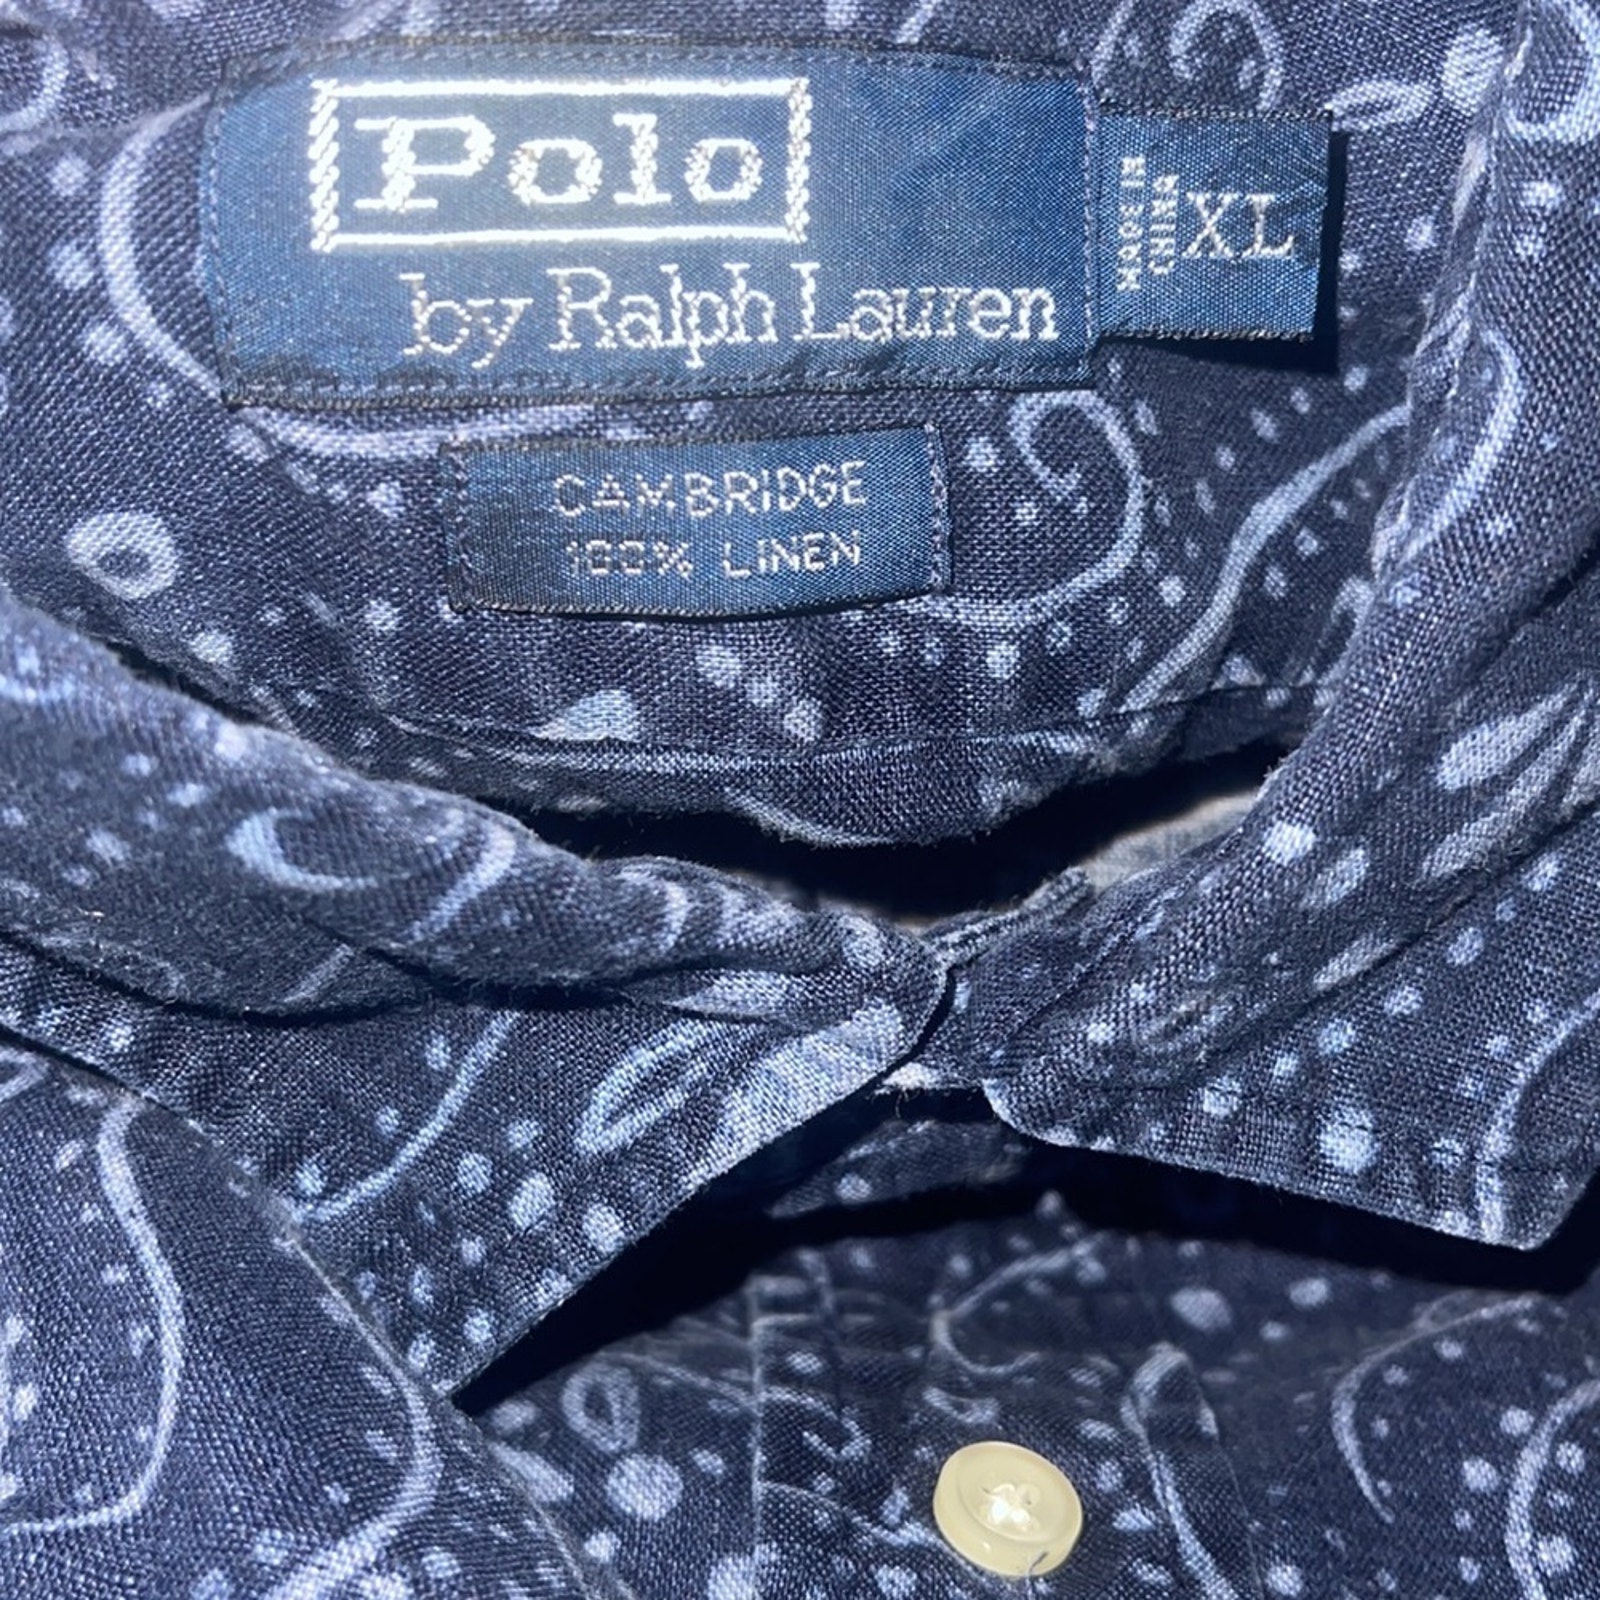 Polo
by Ralph Lauren
MADE IN
CHINA
XL
CAMBRIDGE
100% LINEN